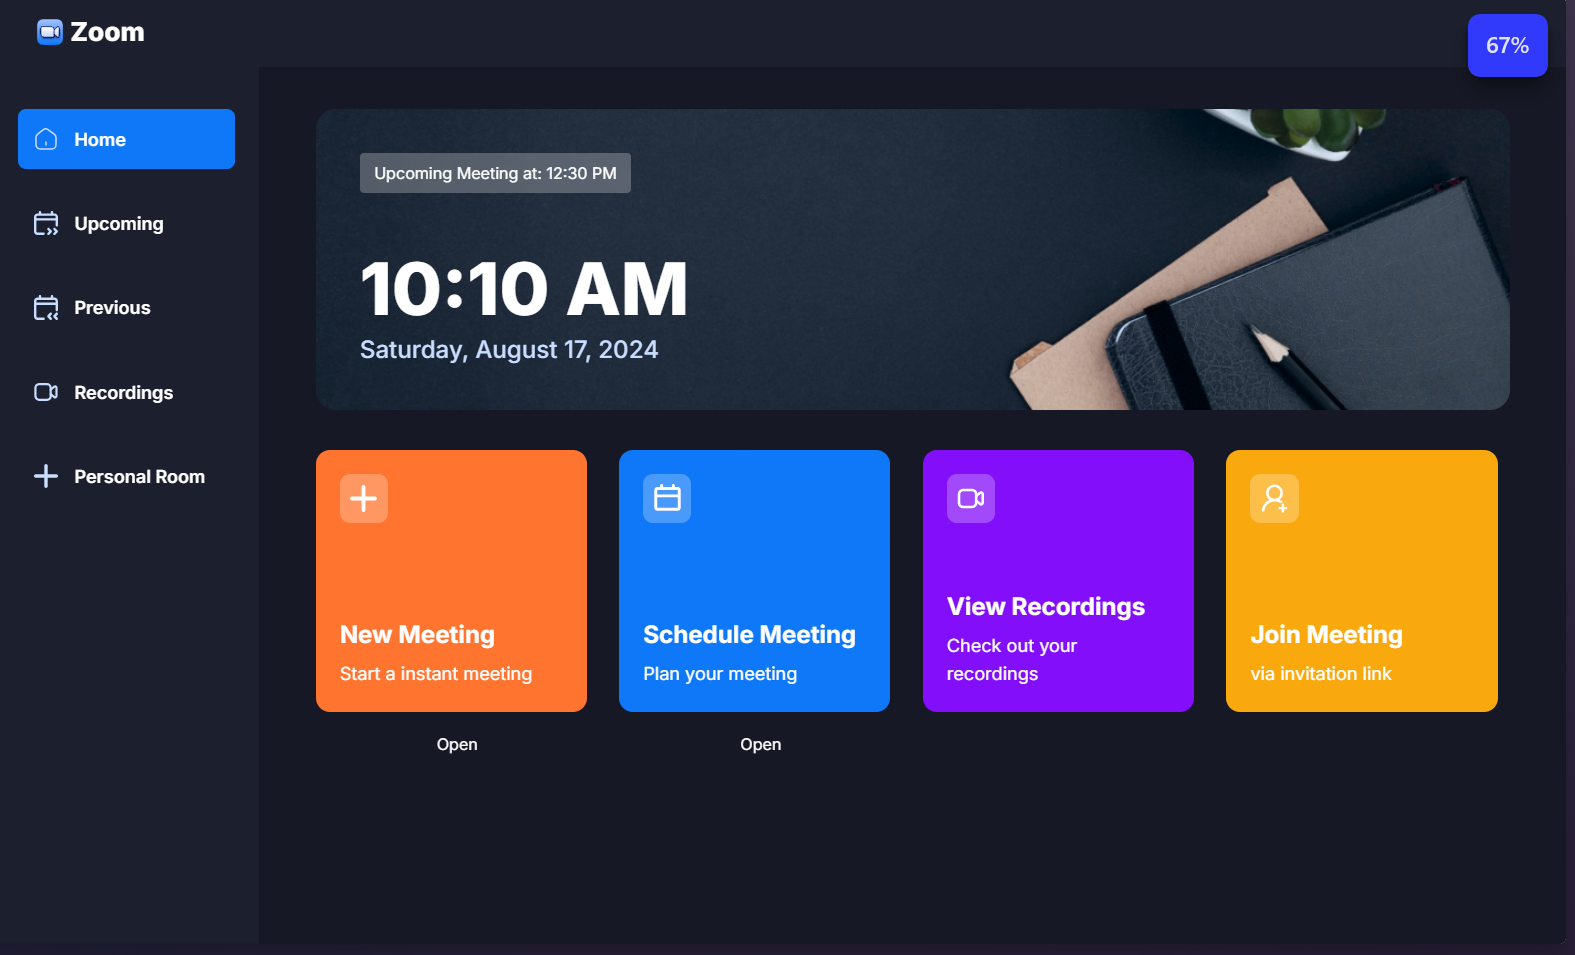 Zoom
67%
Home
Upcoming
Previous
Recordings
Personal Room
Upcoming Meeting at: 12:30 PM
10:10 AM
Saturday, August 17, 2024
New Meeting
Start a instant meeting
Schedule Meeting
Plan your meeting
View Recordings
Check out your
recordings
Join Meeting
via invitation link
Open
Open